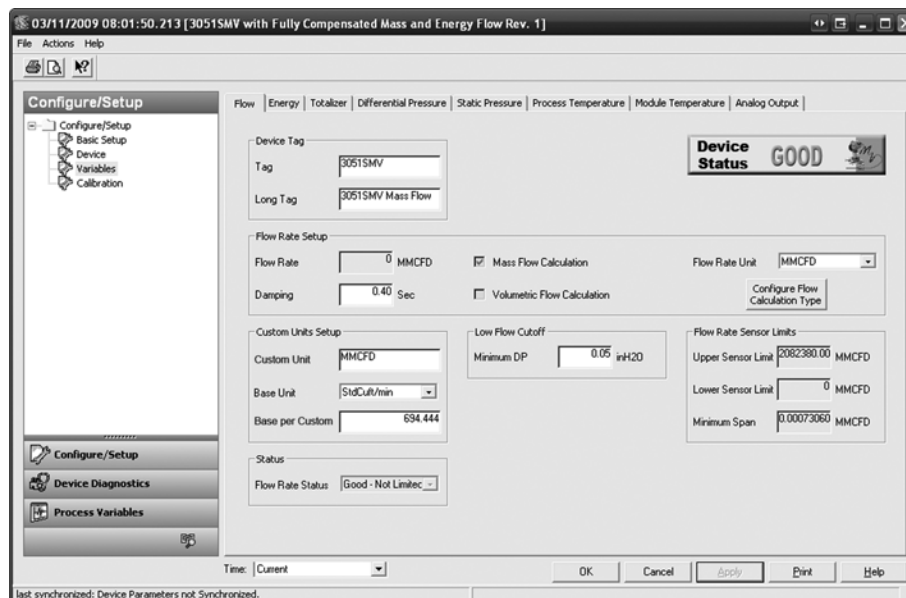 03/11/2009 08:01:50.213 [3051SMV with Fully Compensated Mass and Energy Flow Rev. 1]
File Actions Help
Configure/Setup
Configure/Setup
Basic Setup
Device
Variables
Calibration
Configure/Setup
Device Diagnostics
Process Variables
Flow Energy Totalizer Differential Pressure Static Pressure Process Temperature Module Temperature Analog Output
Device Tag
Tag 3051SMV
Long Tag 3051SMV Mass Flow
Device Status GOOD
Flow Rate Setup
Flow Rate 0 MMCFD Mass Flow Calculation Flow Rate Unit MMCFD
Damping 0.40 Sec Volumetric Flow Calculation Configure Flow Calculation Type
Custom Units Setup
Custom Unit MMCFD
Base Unit StdCuft/min
Base per Custom 694.444
Low Flow Cutoff
Minimum DP 0.05 inH2O
Flow Rate Sensor Limits
Upper Sensor Limit 2082380.00 MMCFD
Lower Sensor Limit 0 MMCFD
Minimum Span 0.00073060 MMCFD
Status
Flow Rate Status Good - Not Limitec
Time: Current
OK Cancel Apply Print Help
last synchronized: Device Parameters not Synchronized.